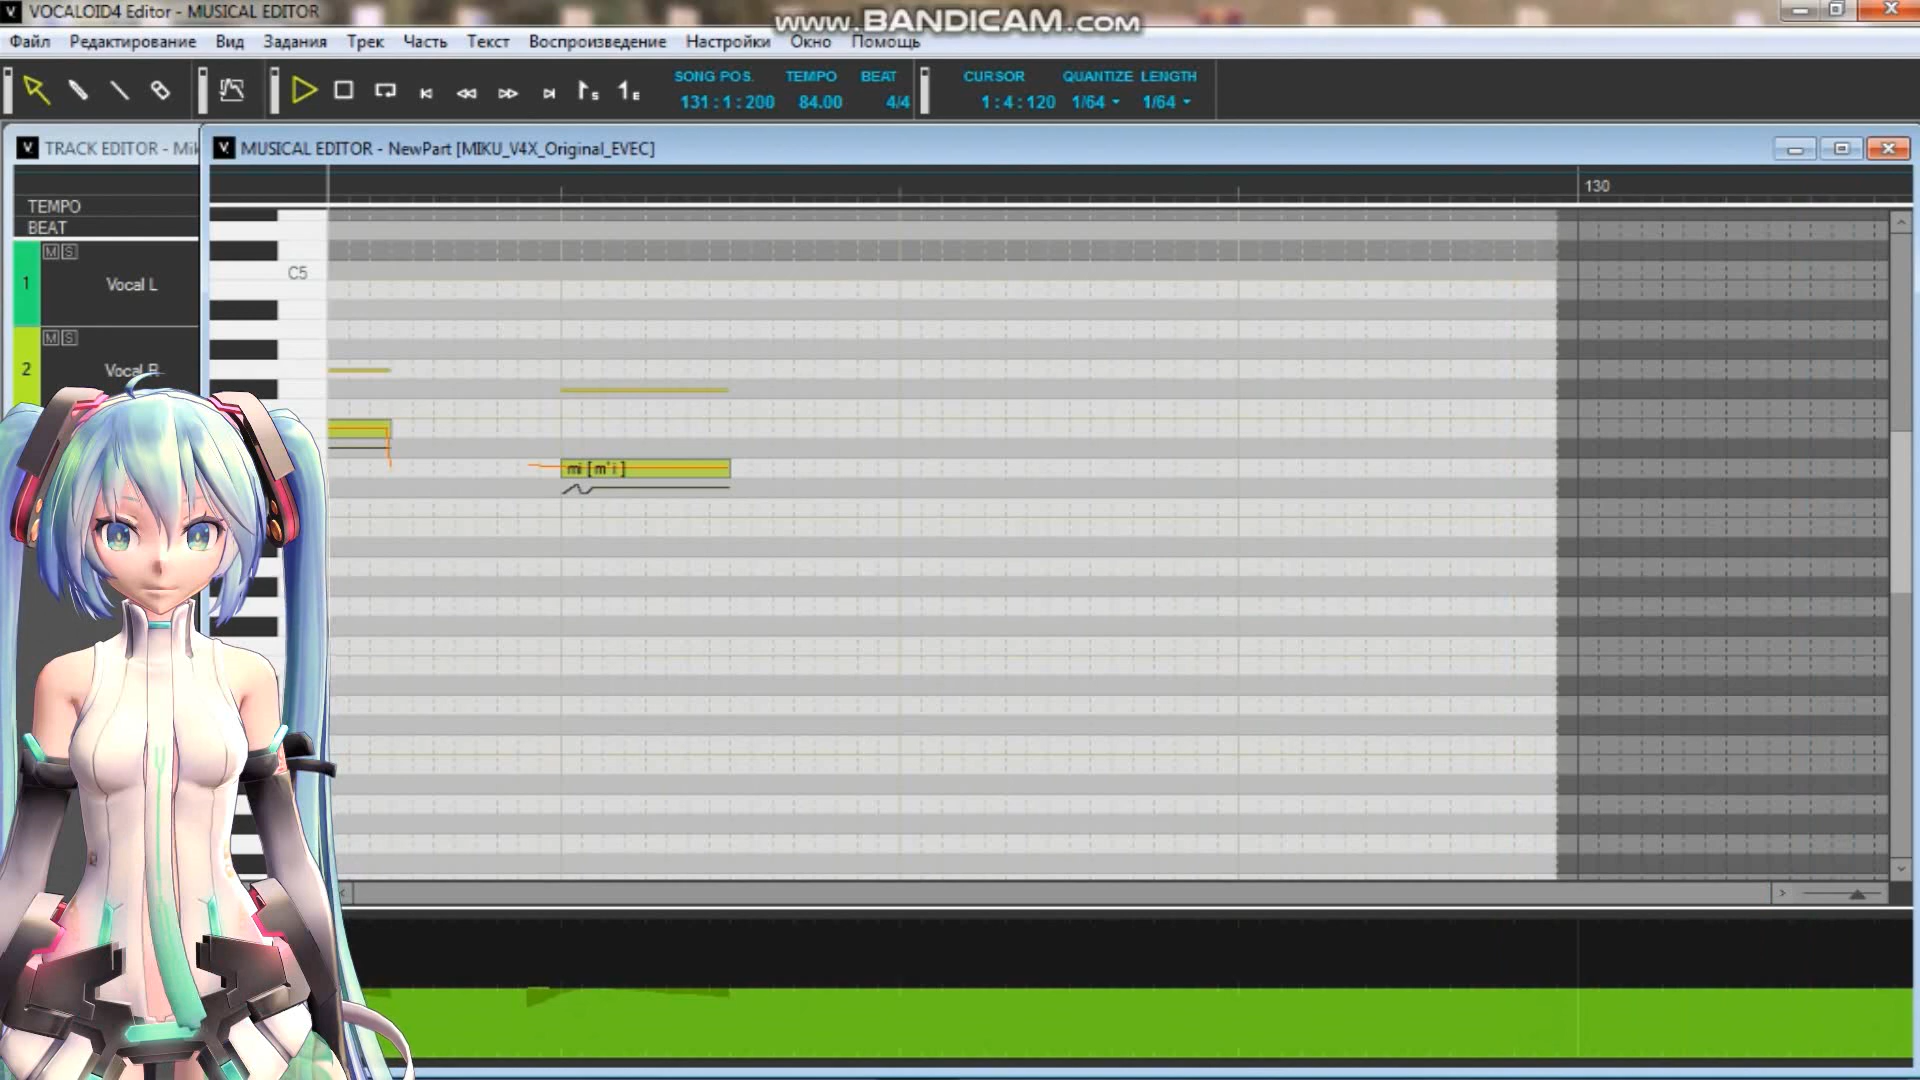 VOCALOID4 Editor - MUSICAL EDITOR
www.BANDICAM.com
Файл Редактирование Вид Задания Трек Часть Текст Воспроизведение Настройки Окно Помощь
SONG POS. TEMPO BEAT CURSOR QUANTIZE LENGTH
131 : 1 : 200 84.00 4/4 1 : 4 : 120 1/64 1/64
TRACK EDITOR - Mik
MUSICAL EDITOR - NewPart [MIKU_V4X_Original_EVEC]
130
TEMPO
BEAT
M S
1 Vocal L
C5
M S
2 Vocal R
mi [m' i ]